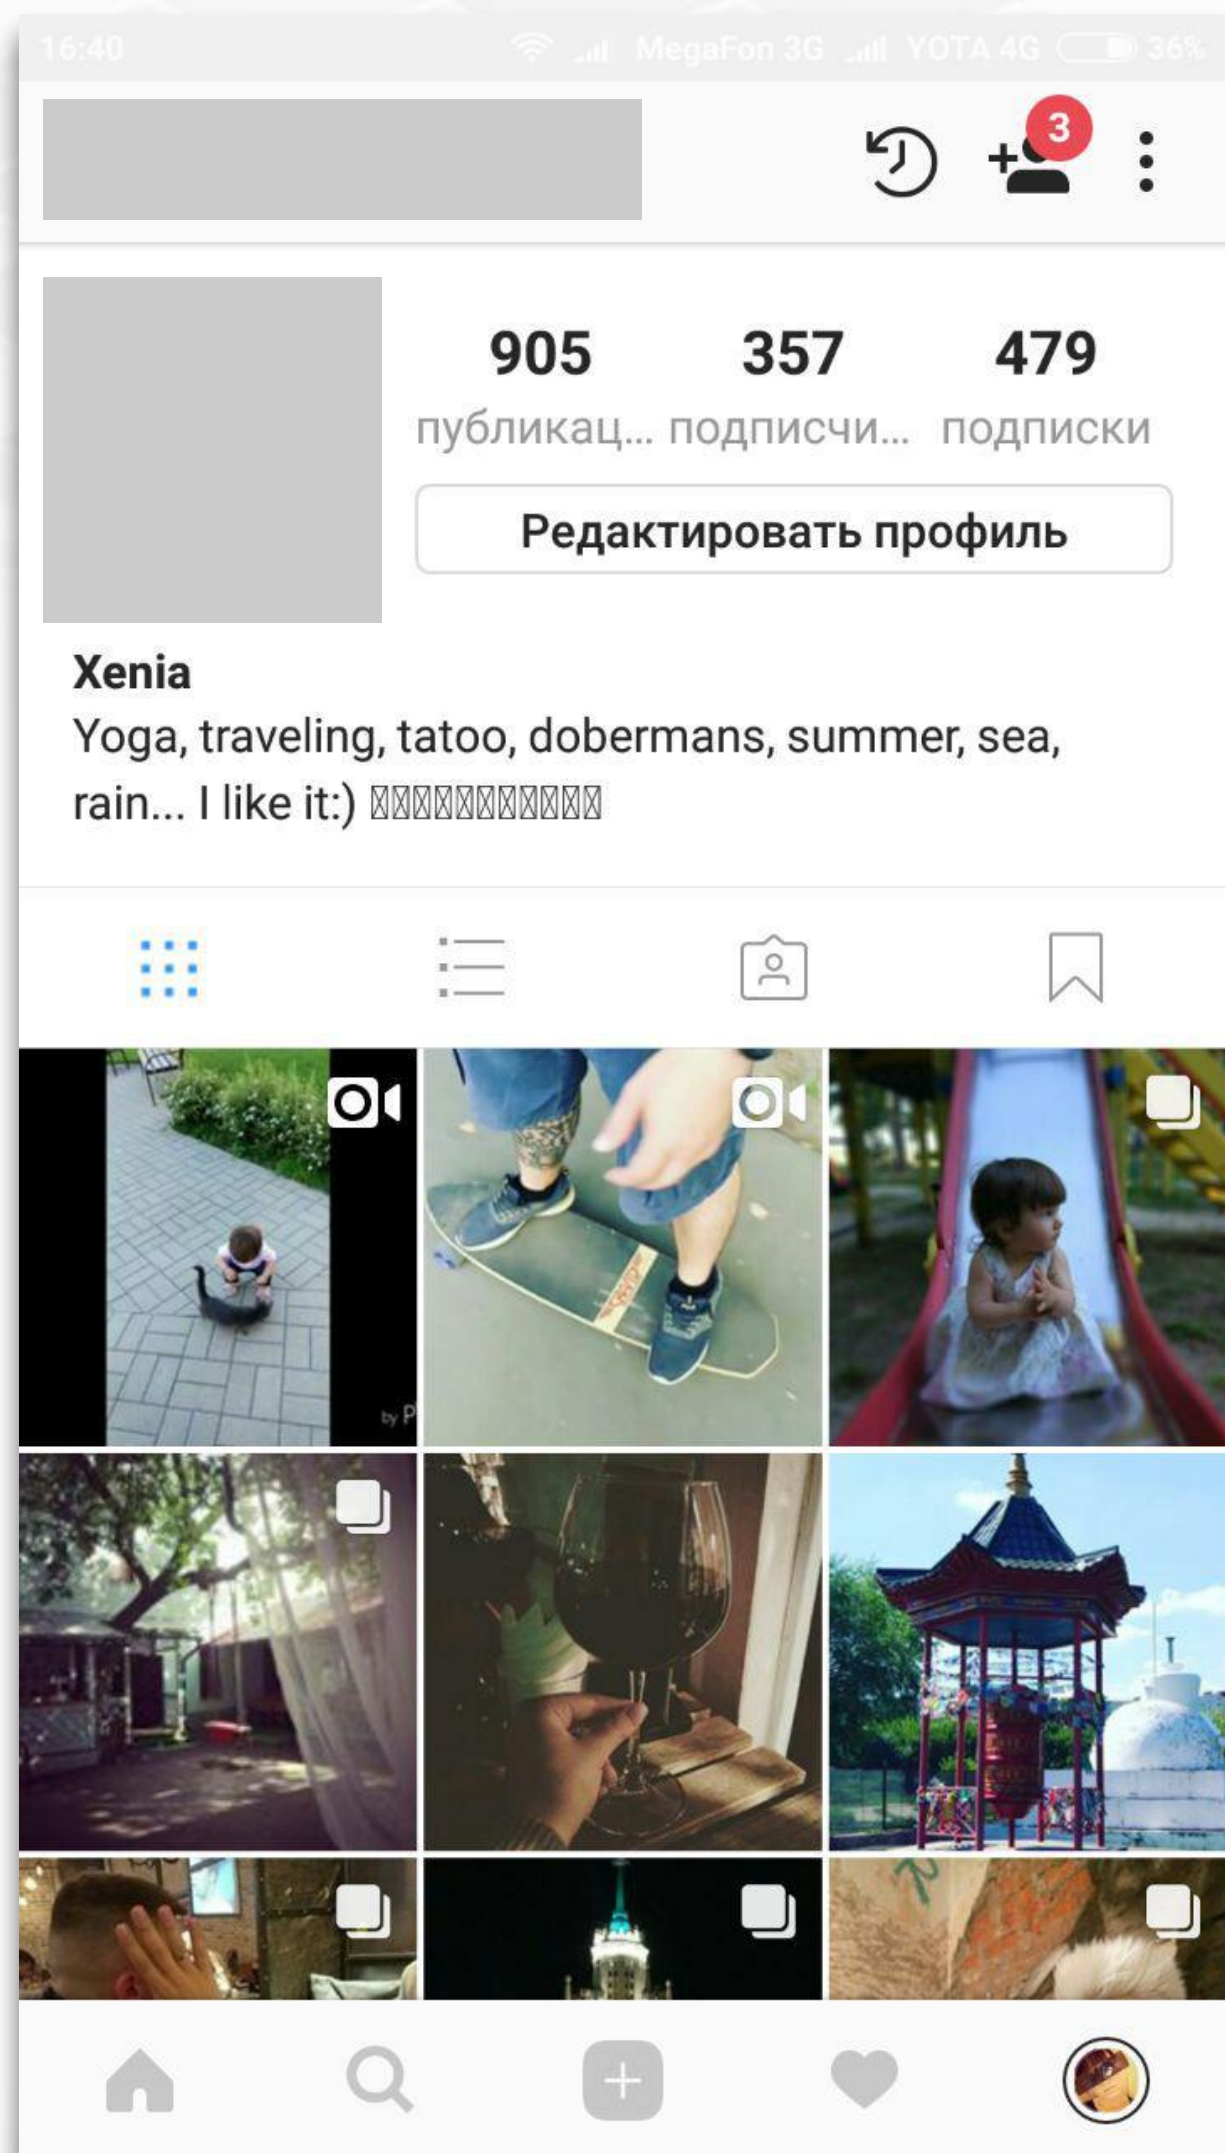 16:40 MegaFon 3G YOTA 4G 36%
3
905 357 479
публикац... подписчи... подписки
Редактировать профиль
Xenia
Yoga, traveling, tatoo, dobermans, summer, sea,
rain... I like it:)
by P